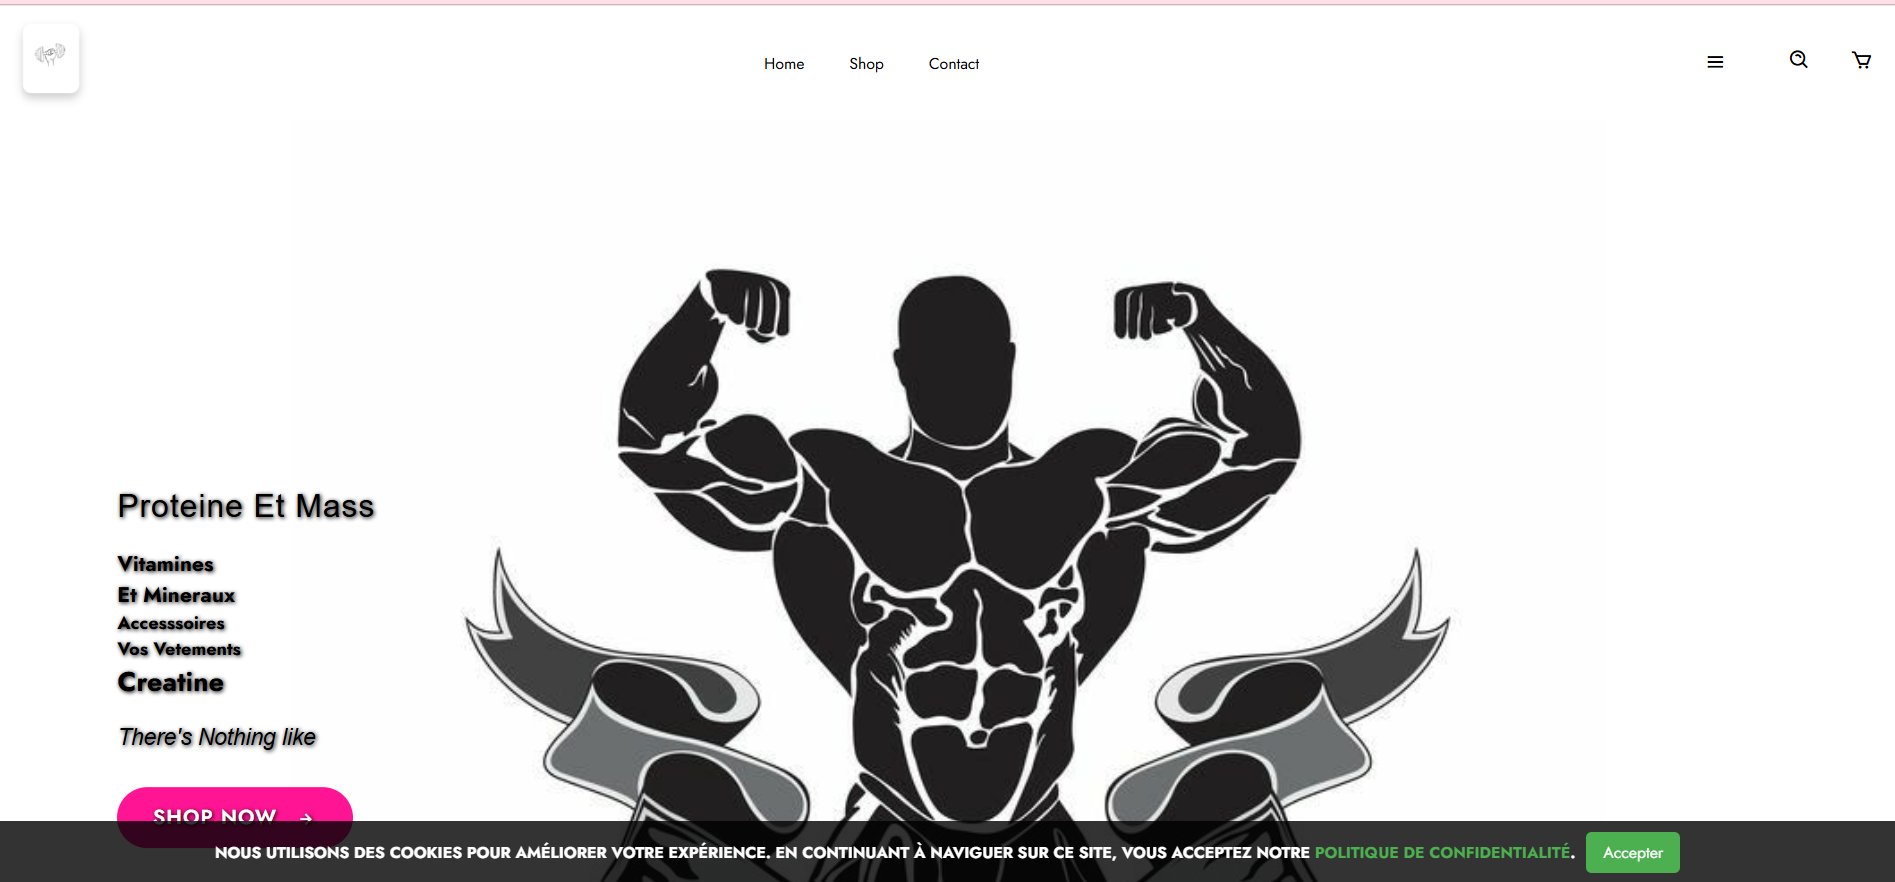 Home Shop Contact
Proteine Et Mass
Vitamines
Et Mineraux
Accesssoires
Vos Vetements
Creatine
There's Nothing like
SHOP NOW →
NOUS UTILISONS DES COOKIES POUR AMÉLIORER VOTRE EXPÉRIENCE. EN CONTINUANT À NAVIGUER SUR CE SITE, VOUS ACCEPTEZ NOTRE POLITIQUE DE CONFIDENTIALITÉ. Accepter